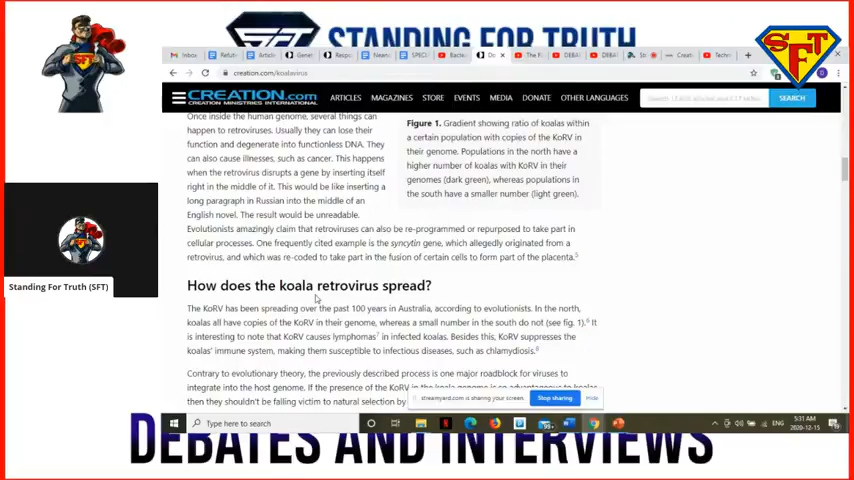 STANDING FOR TRUTH
SFT
Inbox
Article
creation.com/koalavirus
CREATION.com
CREATION MINISTRIES INTERNATIONAL
ARTICLES MAGAZINES STORE EVENTS MEDIA DONATE OTHER LANGUAGES
SEARCH
Once inside the human genome, several things can
happen to retroviruses. Usually they can lose their
function and degenerate into functionless DNA. They
can also cause illnesses, such as cancer. This happens
when the retrovirus disrupts a gene by inserting itself
right in the middle of it. This would be like inserting a
long paragraph in Russian into the middle of an
English novel. The result would be unreadable.
Figure 1. Gradient showing ratio of koalas within
a certain population with copies of the KoRV in
their genome. Populations in the north have a
higher number of koalas with KoRV in their
genomes (dark green), whereas populations in
the south have a smaller number (light green).
Evolutionists amazingly claim that retroviruses can also be re-programmed or repurposed to take part in
cellular processes. One frequently cited example is the syncytin gene, which allegedly originated from a
retrovirus, and which was re-coded to take part in the fusion of certain cells to form part of the placenta.5
How does the koala retrovirus spread?
The KoRV has been spreading over the past 100 years in Australia, according to evolutionists. In the north,
koalas all have copies of the KoRV in their genome, whereas a small number in the south do not (see fig. 1).6 It
is interesting to note that KoRV causes lymphomas7 in infected koalas. Besides this, KoRV suppresses the
koalas' immune system, making them susceptible to infectious diseases, such as chlamydiosis.8
Contrary to evolutionary theory, the previously described process is one major roadblock for viruses to
integrate into the host genome. If the presence of the KoRV in the koala genome is an advantageous to koalas
then they shouldn't be falling victim to natural selection by
streamyard.com is sharing your screen.
Stop sharing
Hide
Standing For Truth (SFT)
Type here to search
99+
ENG
5:31 AM
2020-12-15
DEBATES AND INTERVIEWS